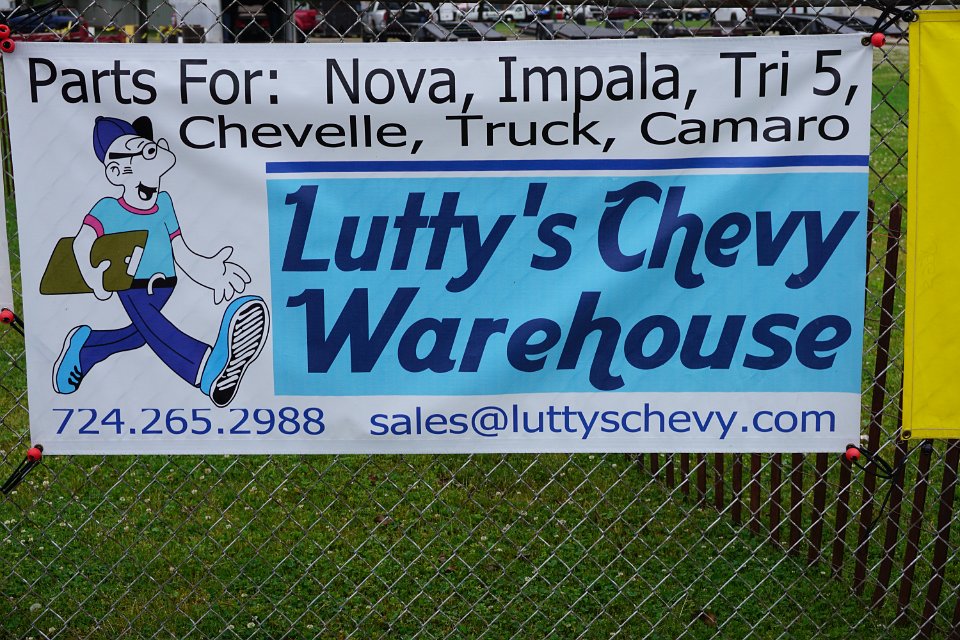 Parts For: Nova, Impala, Tri 5,
Chevelle, Truck, Camaro
Lutty's Chevy
Warehouse
724.265.2988 sales@luttyschevy.com